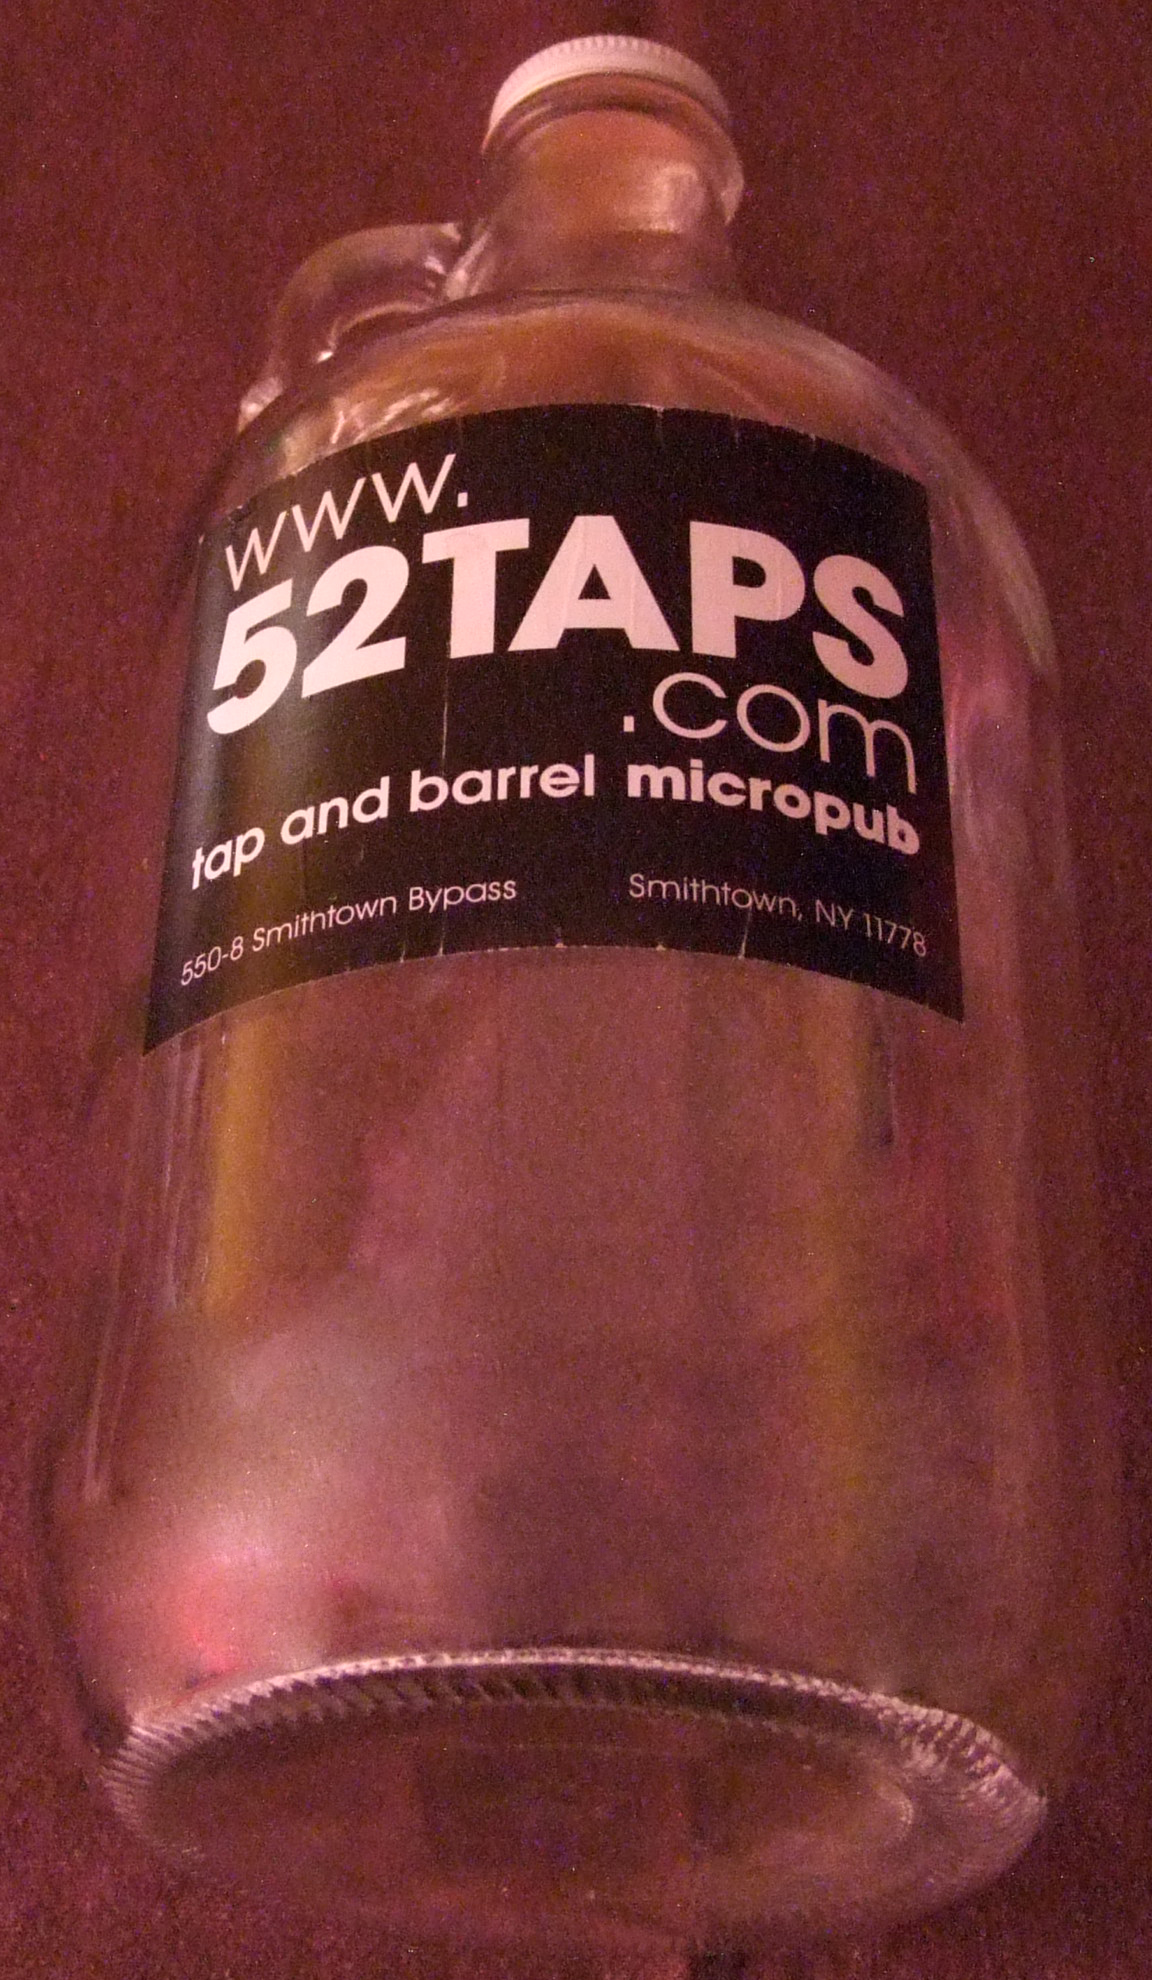 www.
52TAPS
.com
tap and barrel micropub
550-8 Smithtown Bypass Smithtown, NY 11778